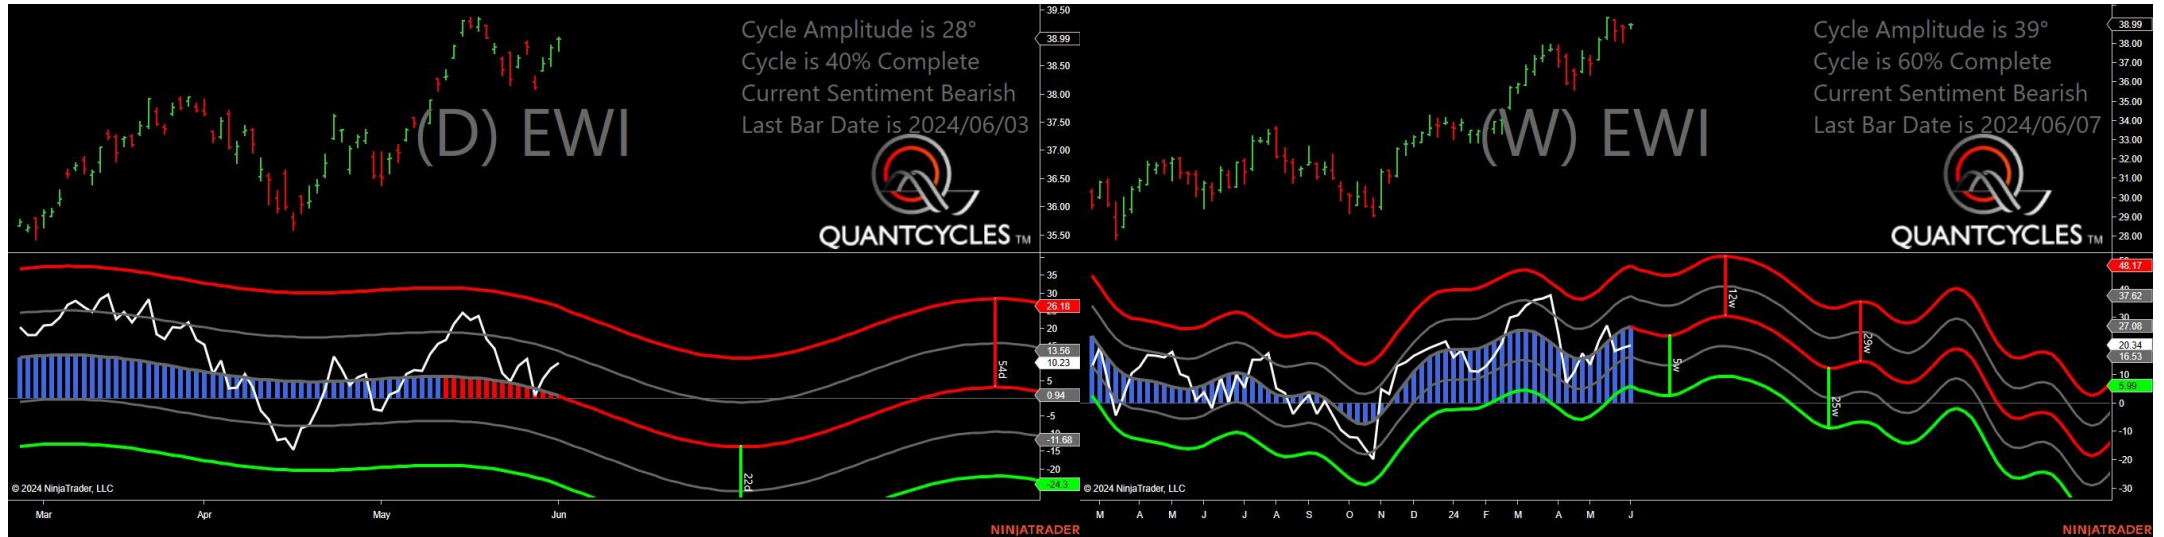 Cycle Amplitude is 28°
Cycle is 40% Complete
Current Sentiment Bearish
Last Bar Date is 2024/06/03
(D) EWI
QUANTCYCLES TM
39.50
38.99
38.50
38.00
37.50
37.00
36.50
36.00
35.50
35
30
26.18
20
13.56
10.23
5
0.94
-5
-11.68
-15
-20
-24.3
54d
22d
© 2024 NinjaTrader, LLC
Mar Apr May Jun
NINJATRADER
Cycle Amplitude is 39°
Cycle is 60% Complete
Current Sentiment Bearish
Last Bar Date is 2024/06/07
(W) EWI
QUANTCYCLES TM
38.99
38.00
37.00
36.00
35.00
34.00
33.00
32.00
31.00
30.00
29.00
28.00
48.17
37.62
27.08
20.34
16.53
10
5.99
0
-10
-20
-30
5w
12w
25w
29w
© 2024 NinjaTrader, LLC
M A M J J A S O N D 24 F M A M J
NINJATRADER